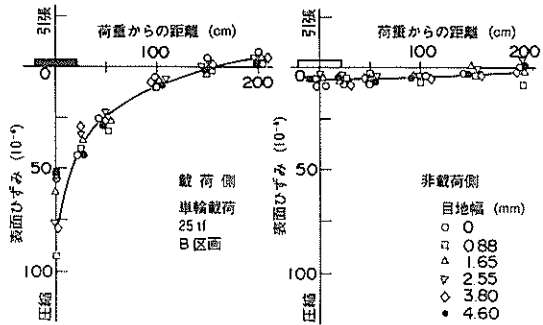 引張
荷重からの距離 (cm)
0
100
200
50
100
表面ひずみ (10⁻⁶)
圧縮
載荷側
単輪載荷
25tf
B区画
引張
荷重からの距離 (cm)
0
100
200
50
100
表面ひずみ (10⁻⁶)
圧縮
非載荷側
目地幅 (mm)
○ 0
□ 0.88
△ 1.65
▽ 2.55
◇ 3.80
● 4.60